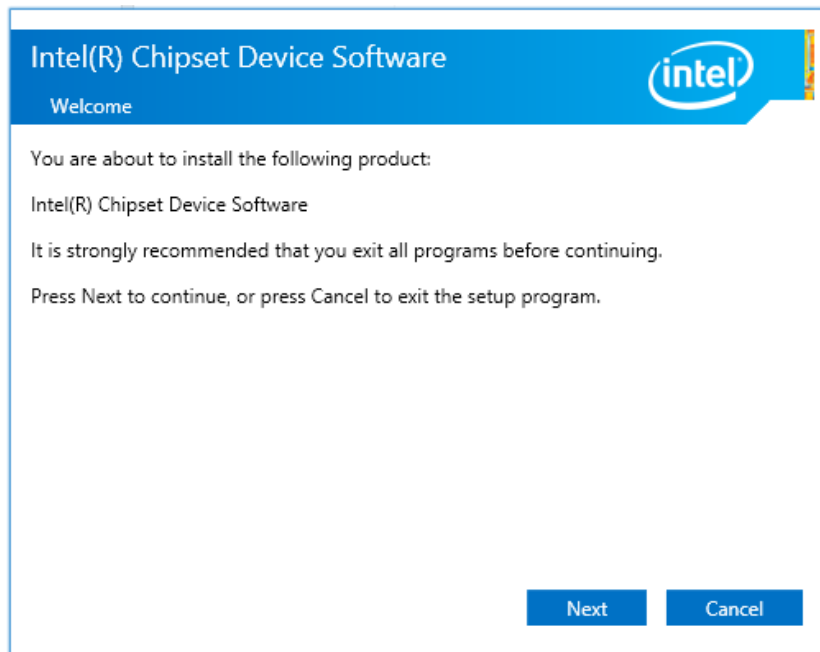 Intel(R) Chipset Device Software
intel
Welcome
You are about to install the following product:
Intel(R) Chipset Device Software
It is strongly recommended that you exit all programs before continuing.
Press Next to continue, or press Cancel to exit the setup program.
Next
Cancel